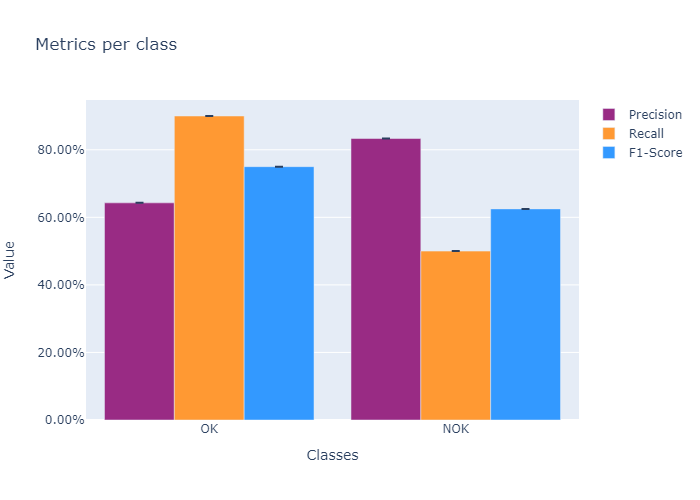 Metrics per class
Precision
Recall
F1-Score
80.00%
60.00%
40.00%
20.00%
0.00%
Value
OK
NOK
Classes